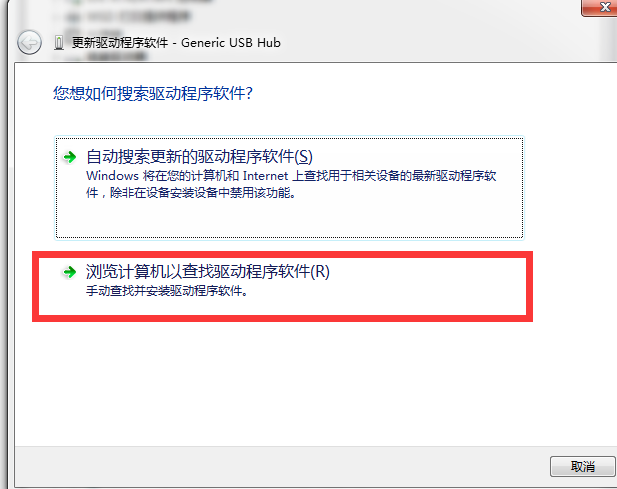 更新驱动程序软件 - Generic USB Hub
您想如何搜索驱动程序软件?
自动搜索更新的驱动程序软件(S)
Windows 将在您的计算机和 Internet 上查找用于相关设备的最新驱动程序软
件，除非在设备安装设备中禁用该功能。
浏览计算机以查找驱动程序软件(R)
手动查找并安装驱动程序软件。
取消